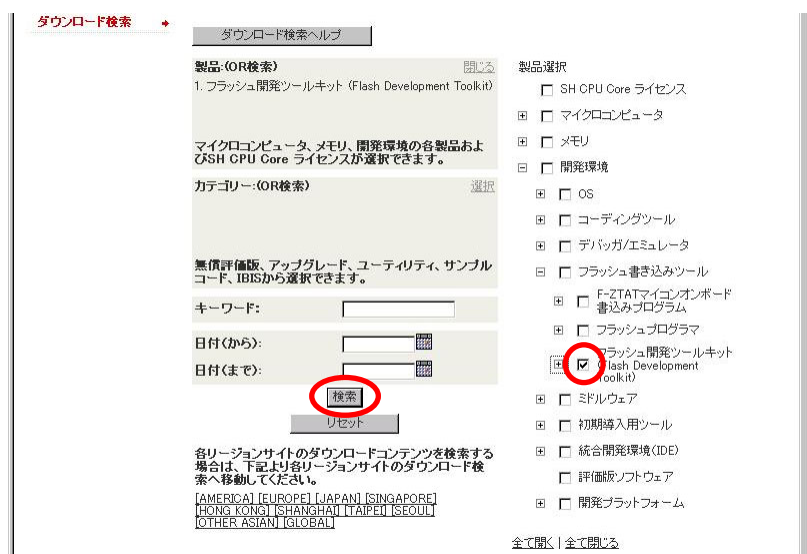 ダウンロード検索
ダウンロード検索ヘルプ
製品:(OR検索) 閉じる
1. フラッシュ開発ツールキット (Flash Development Toolkit)
マイクロコンピュータ、メモリ、開発環境の各製品およ
びSH CPU Core ライセンスが選択できます。
カテゴリー:(OR検索) 選択
無償評価版、アップグレード、ユーティリティ、サンプル
コード、IBISから選択できます。
キーワード:
日付(から):
日付(まで):
検索
リセット
各リージョンサイトのダウンロードコンテンツを検索する
場合は、下記より各リージョンサイトのダウンロード検
索へ移動してください。
[AMERICA] [EUROPE] [JAPAN] [SINGAPORE]
[HONG KONG] [SHANGHAI] [TAIPEI] [SEOUL]
[OTHER ASIAN] [GLOBAL]
製品選択
SH CPU Core ライセンス
マイクロコンピュータ
メモリ
開発環境
OS
コーディングツール
デバッガ/エミュレータ
フラッシュ書き込みツール
F-ZTATマイコンオンボード
書込みプログラム
フラッシュプログラマ
フラッシュ開発ツールキット
(Flash Development
Toolkit)
ミドルウェア
初期導入用ツール
統合開発環境(IDE)
評価版ソフトウェア
開発プラットフォーム
全て開く | 全て閉じる